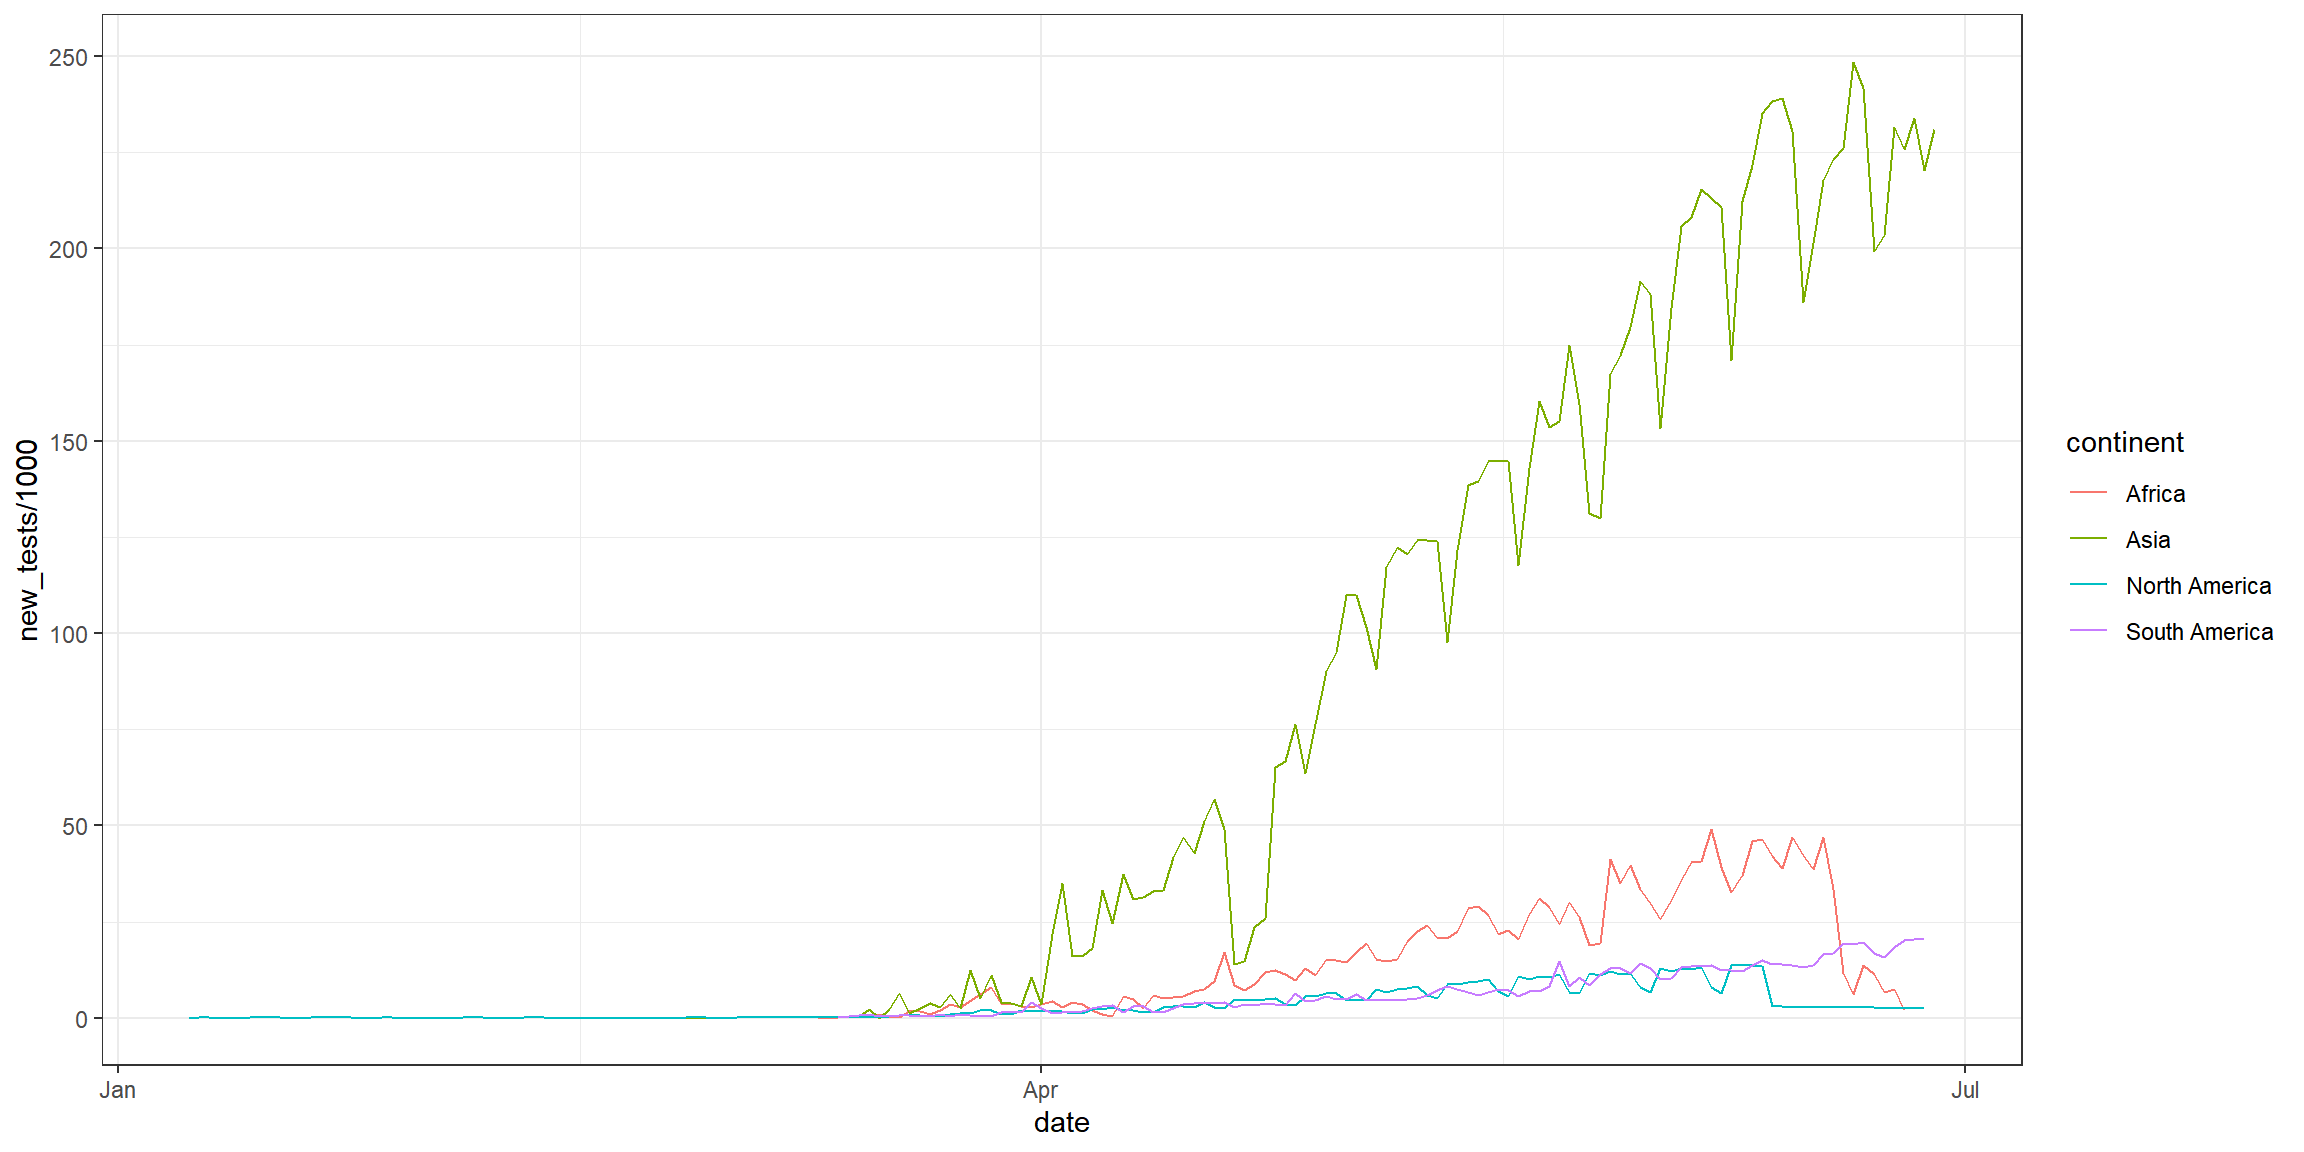 250
200
150
100
50
0
new_tests/1000
Jan
Apr
Jul
date
continent
Africa
Asia
North America
South America